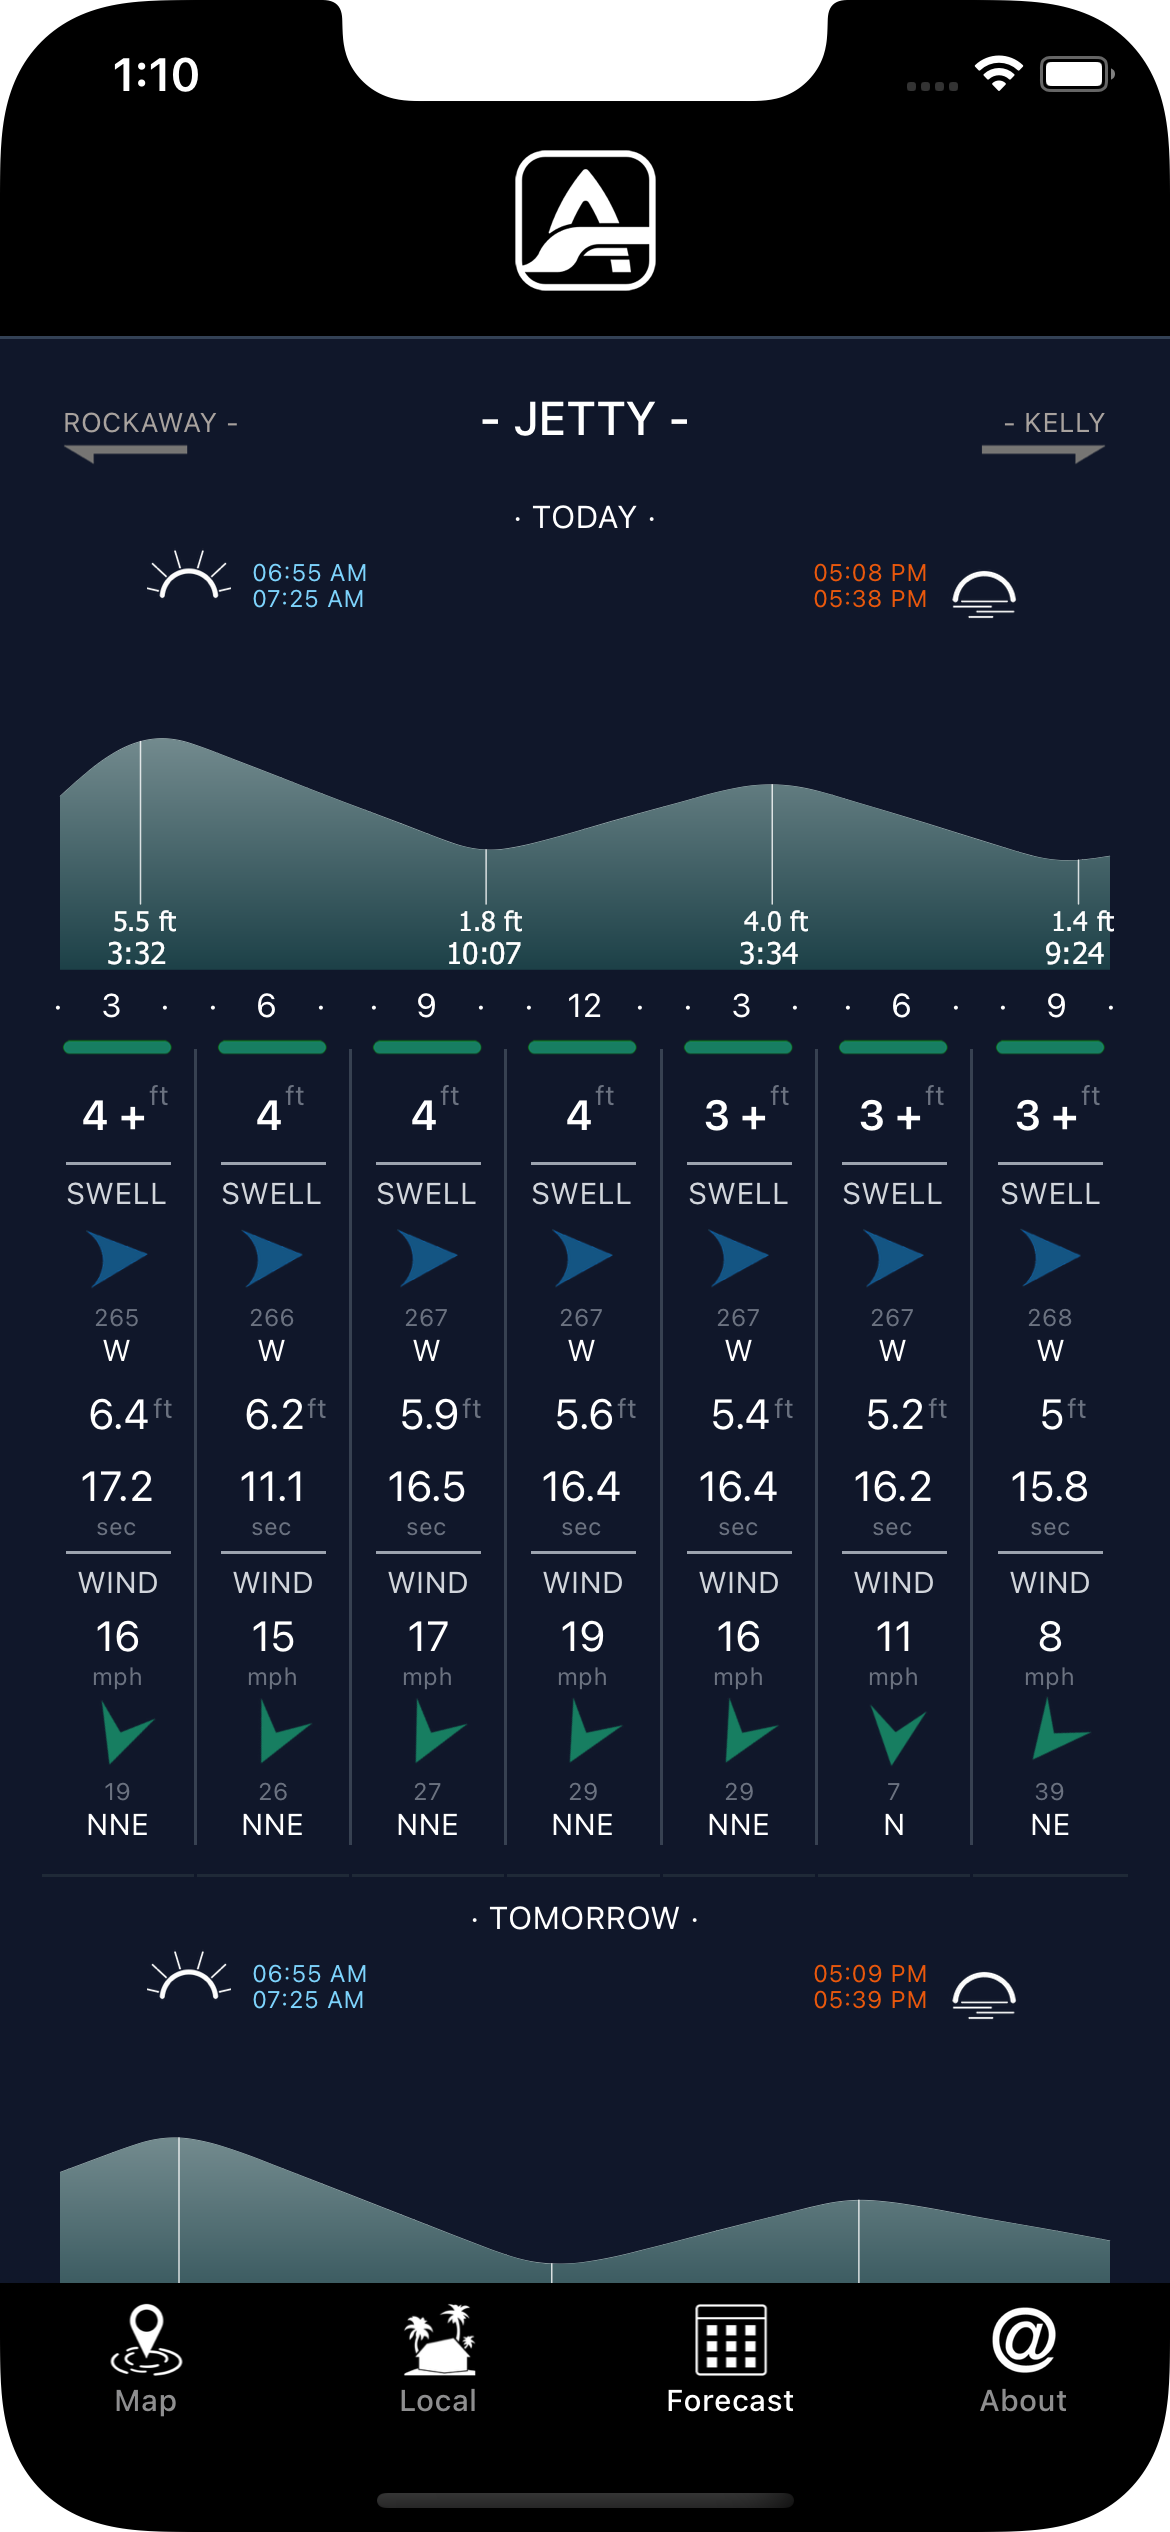 1:10
ROCKAWAY - - JETTY - - KELLY
· TODAY ·
06:55 AM 05:08 PM
07:25 AM 05:38 PM
5.5 ft 1.8 ft 4.0 ft 1.4 ft
3:32 10:07 3:34 9:24
· 3 · · 6 · · 9 · · 12 · · 3 · · 6 · · 9 ·
4 + ft 4 ft 4 ft 4 ft 3 + ft 3 + ft 3 + ft
SWELL SWELL SWELL SWELL SWELL SWELL SWELL
265 266 267 267 267 267 268
W W W W W W W
6.4 ft 6.2 ft 5.9 ft 5.6 ft 5.4 ft 5.2 ft 5 ft
17.2 11.1 16.5 16.4 16.4 16.2 15.8
sec sec sec sec sec sec sec
WIND WIND WIND WIND WIND WIND WIND
16 15 17 19 16 11 8
mph mph mph mph mph mph mph
19 26 27 29 29 7 39
NNE NNE NNE NNE NNE N NE
· TOMORROW ·
06:55 AM 05:09 PM
07:25 AM 05:39 PM
Map Local Forecast About